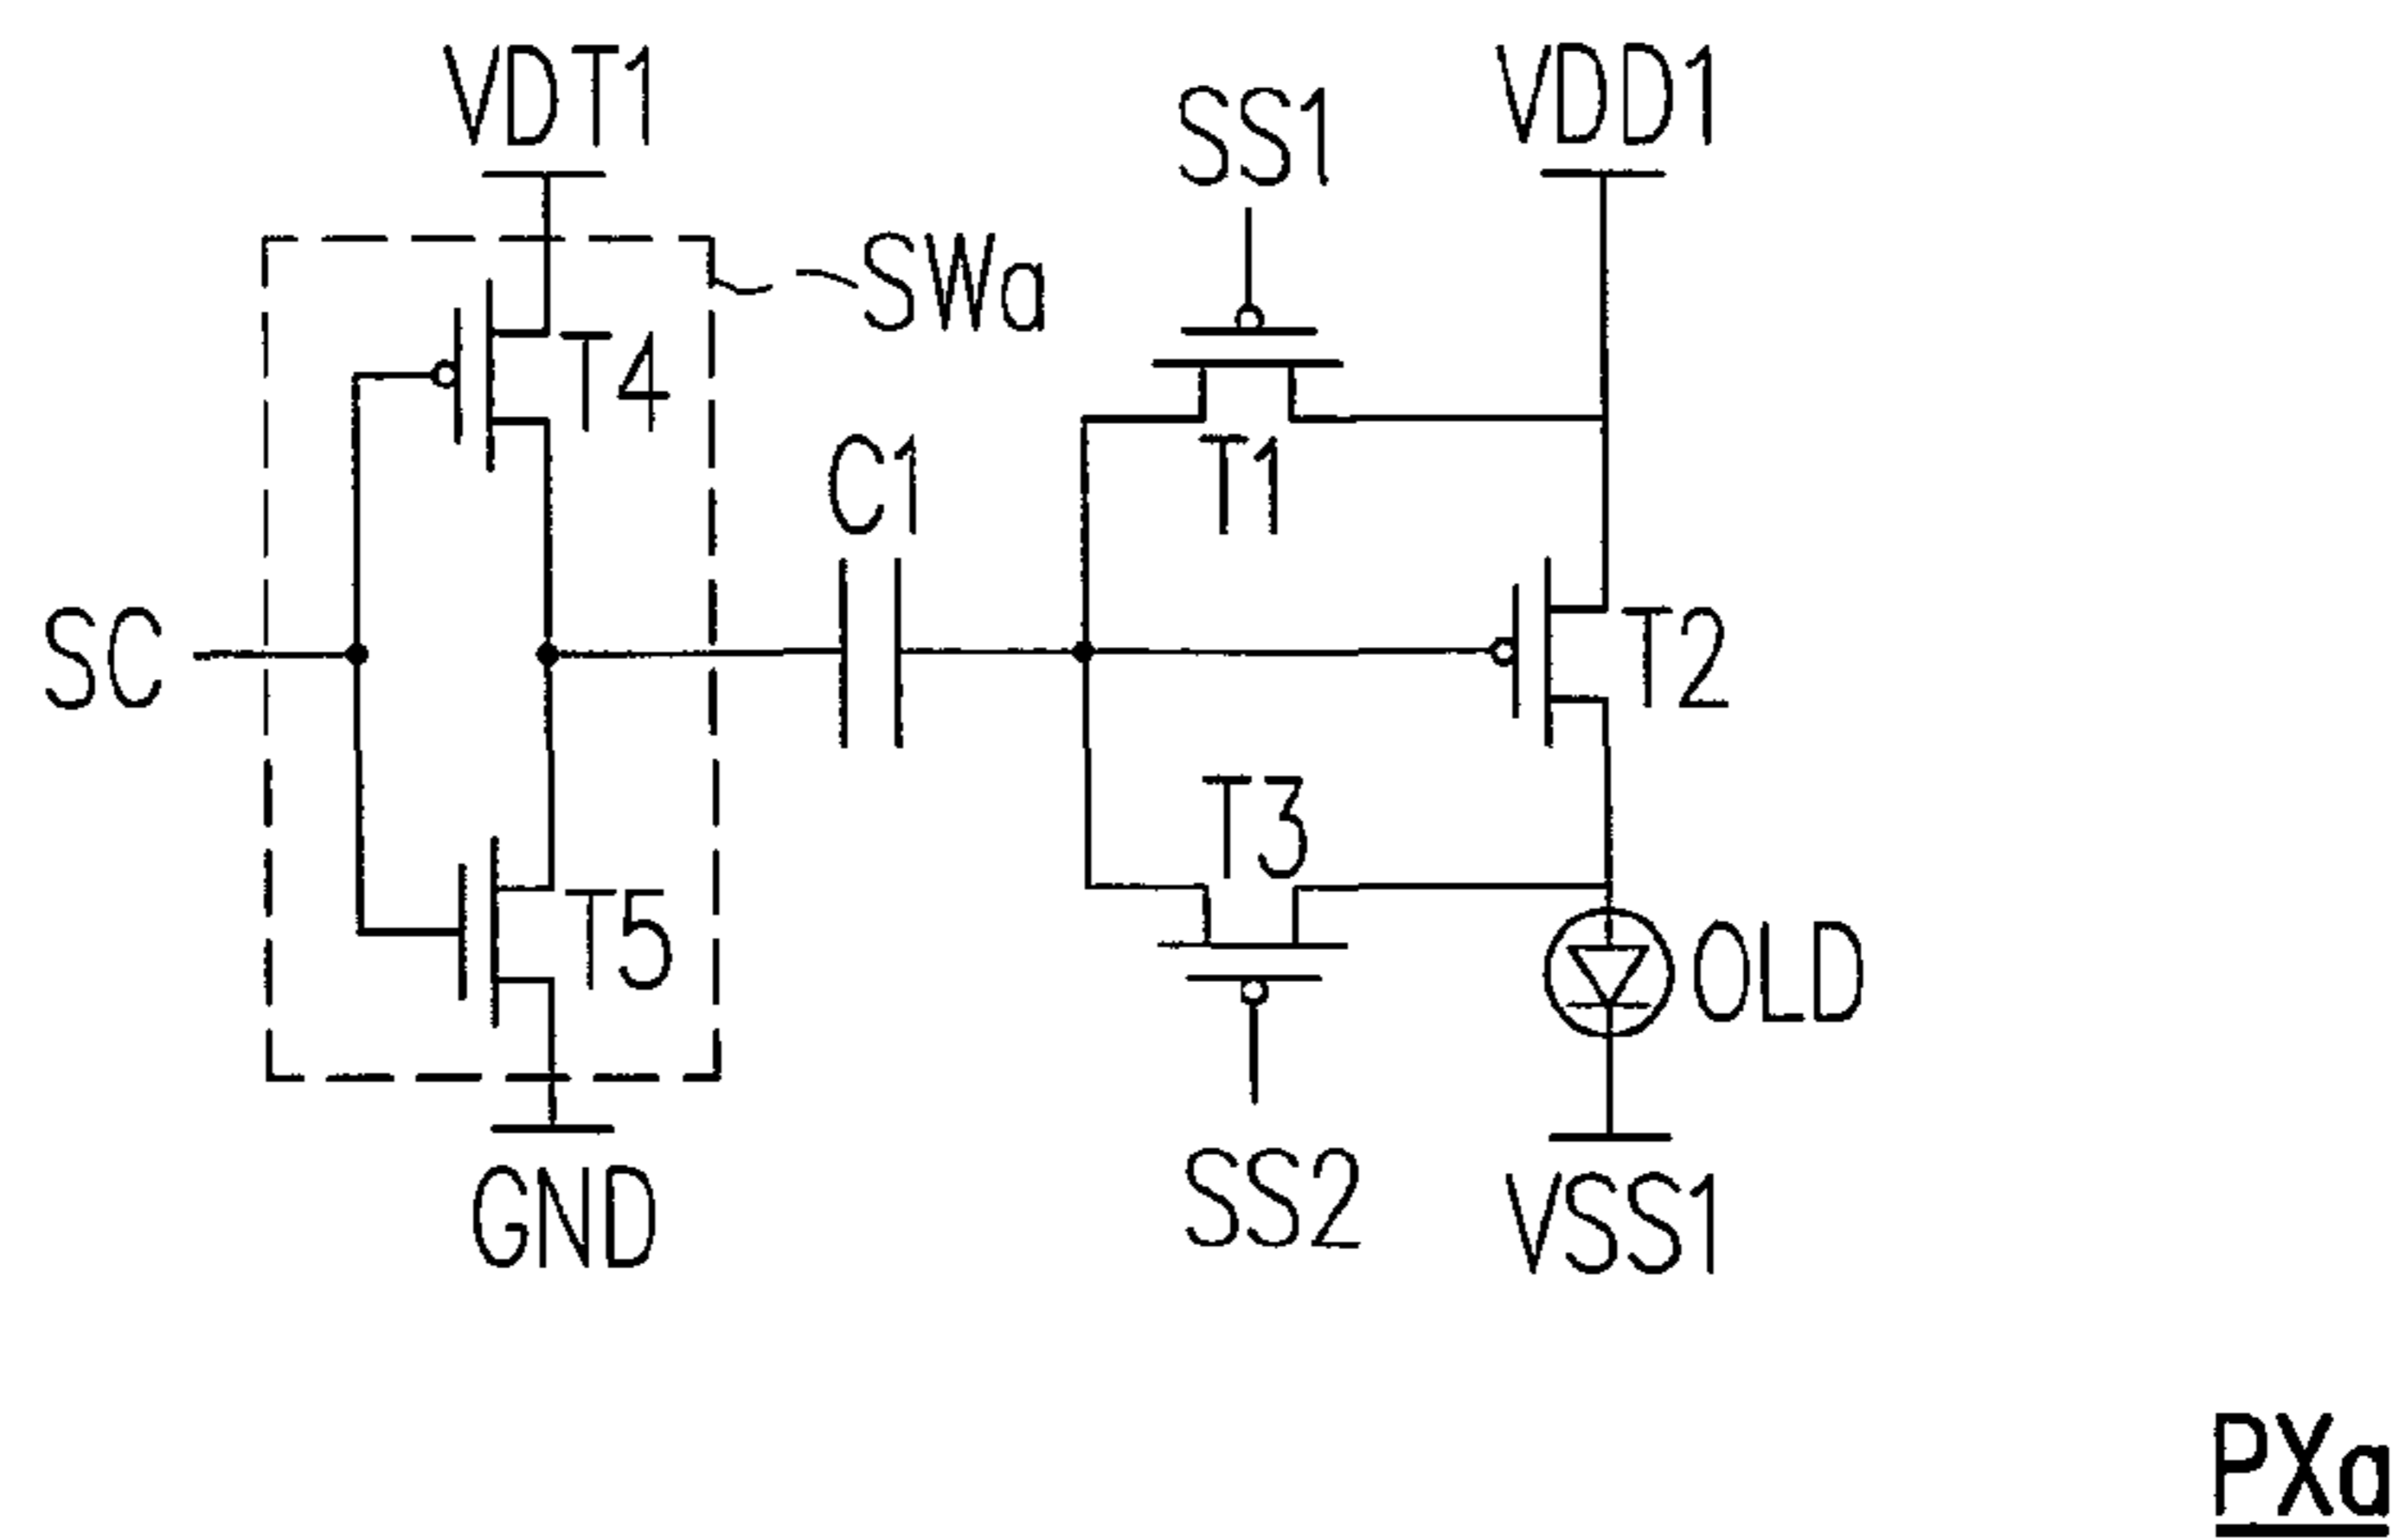 VDT1
VDD1
SS1
SWa
T4
C1
T1
SC
T2
T3
T5
OLD
GND
SS2
VSS1
PXa